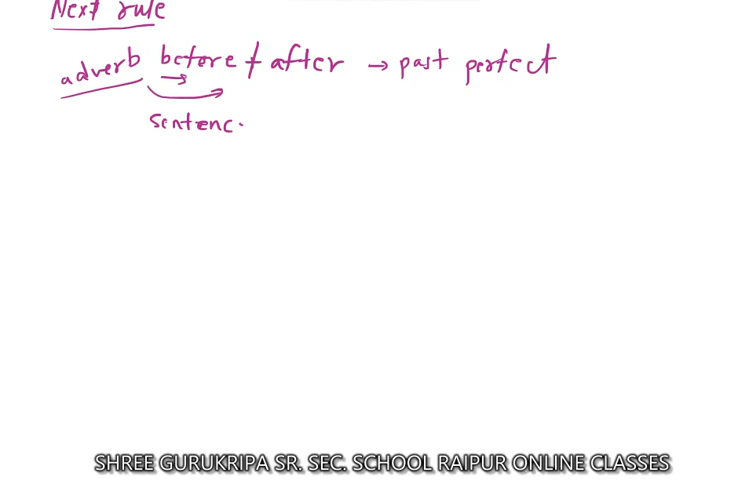 Next rule
adverb before + after → past perfect
Sentenc
SHREE GURUKRIPA SR. SEC. SCHOOL RAIPUR ONLINE CLASSES